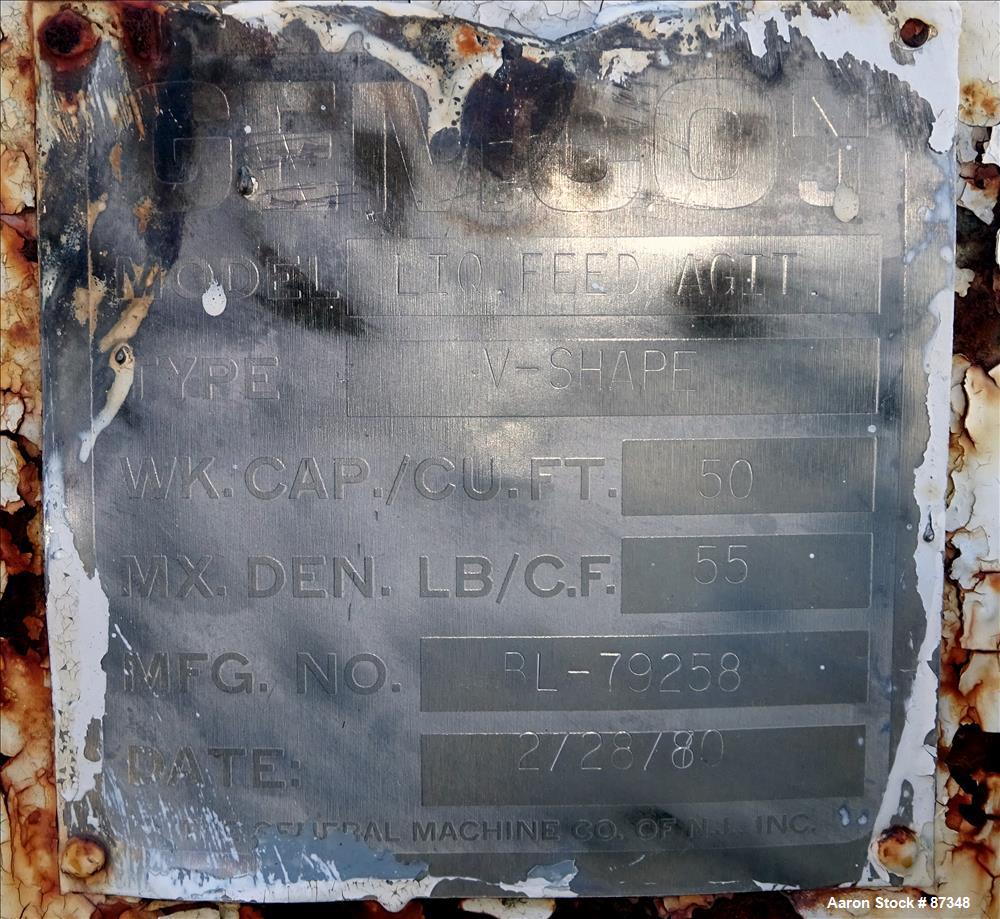 GEMCO
MODEL LIQ. FEED AGIT.
TYPE V-SHAPE
WK. CAP./CU. FT. 50
MX. DEN. LB/C.F. 55
MFG. NO. BL-79258
DATE: 2/28/80
GENERAL MACHINE CO. OF N.J. INC.
Aaron Stock # 87348